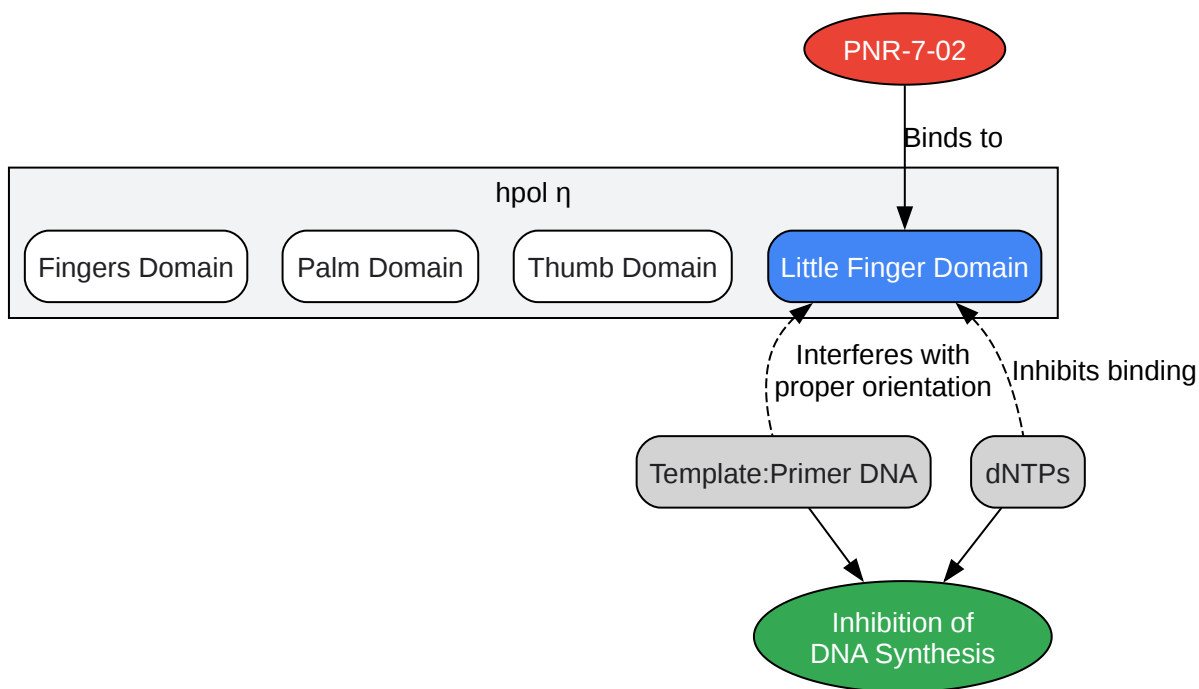 PNR-7-02
Binds to
hpol η
Fingers Domain
Palm Domain
Thumb Domain
Little Finger Domain
Interferes with
proper orientation
Inhibits binding
Template:Primer DNA
dNTPs
Inhibition of
DNA Synthesis